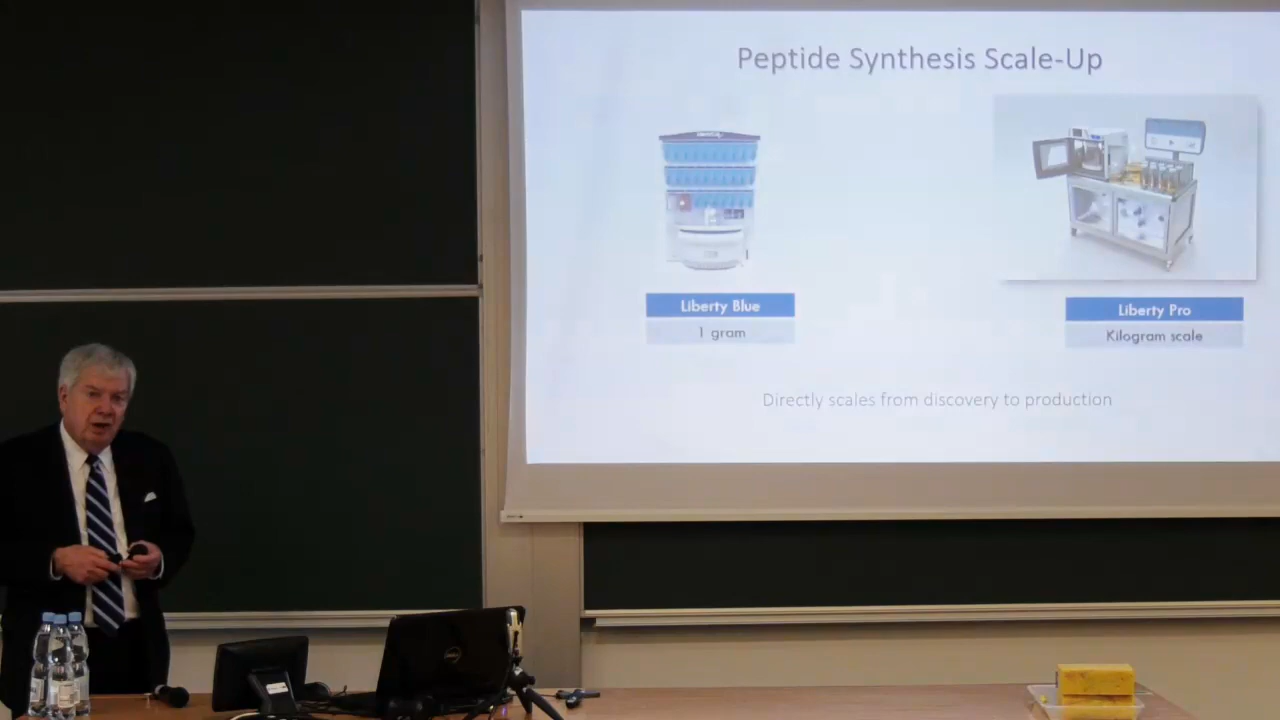 Peptide Synthesis Scale-Up
Liberty Blue
1 gram
Liberty Pro
Kilogram scale
Directly scales from discovery to production